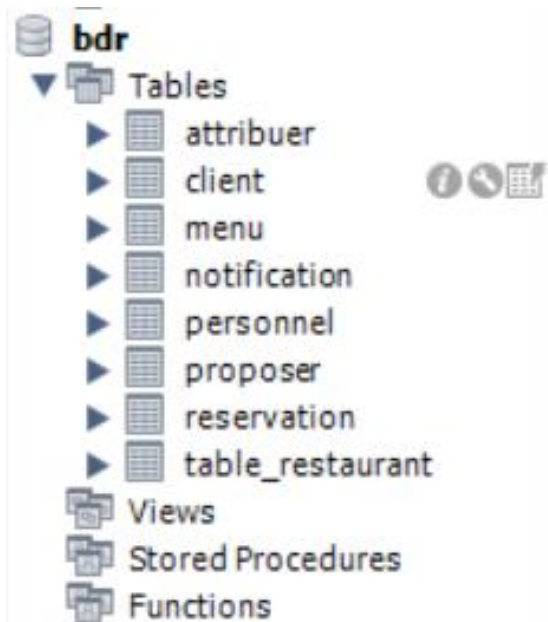 bdr
Tables
attribuer
client
menu
notification
personnel
proposer
reservation
table_restaurant
Views
Stored Procedures
Functions